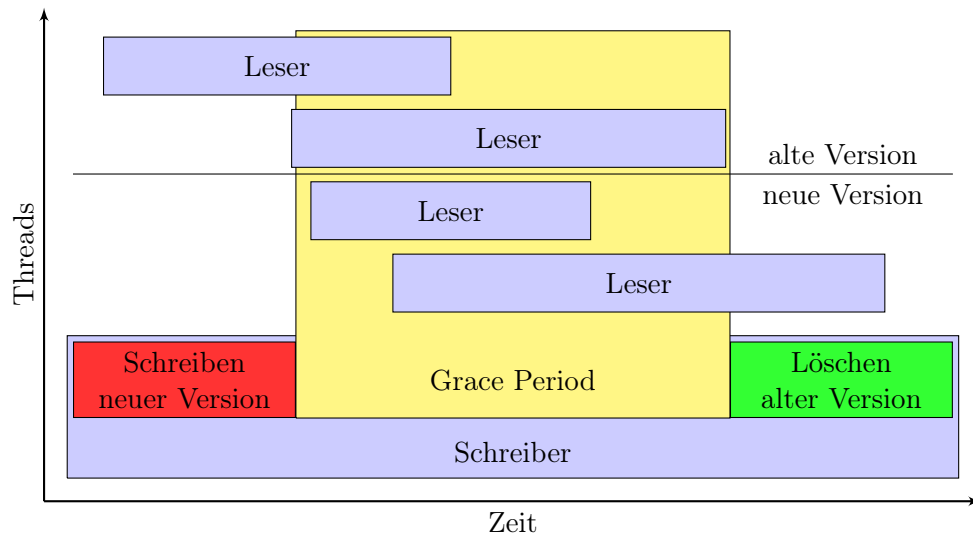 Leser
Leser
alte Version
neue Version
Leser
Threads
Leser
Schreiben
neuer Version
Grace Period
Löschen
alter Version
Schreiber
Zeit